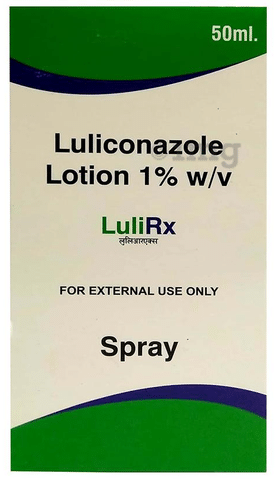 50ml.
Luliconazole
Lotion 1% w/v
LuliRx
लुलिआरएक्स
FOR EXTERNAL USE ONLY
Spray